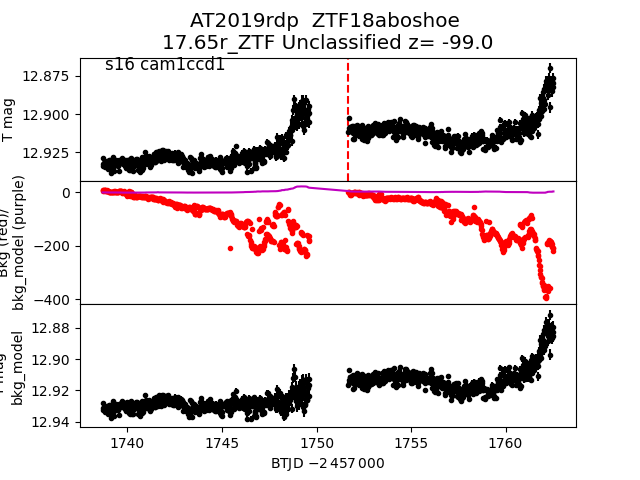 AT2019rdp  ZTF18aboshoe
17.65r_ZTF Unclassified z= -99.0
s16 cam1ccd1
12.875
12.900
12.925
T mag
0
−200
−400
Bkg (red)/
bkg_model (purple)
12.88
12.90
12.92
12.94
mag
bkg_model
1740
1745
1750
1755
1760
BTJD −2 457 000